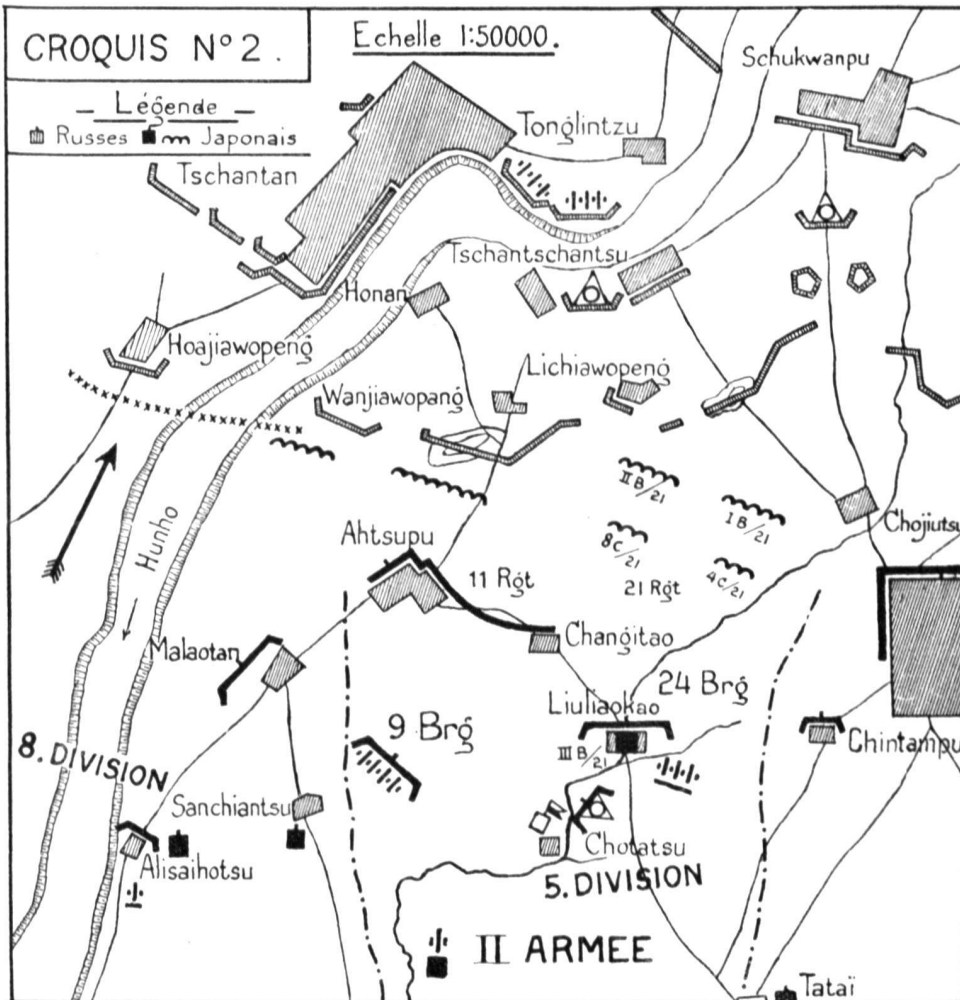 CROQUIS Nº 2.
Echelle 1:50000.
Légende
Russes
Japonais
Schukwanpu
Tonglintzu
Tschantan
Tschantschantsu
Honan
Hoajiawopeng
Lichiawopeng
Wanjiawopang
II B/21
I B/21
Hunho
Ahtsupu
8C/21
Chojiutsu
11 Rgt
21 Rgt
4C/21
Malaotan
Changitao
24 Brg
Liuliaokao
9 Brg
8. DIVISION
III B/21
Chintampu
Sanchiantsu
Alisaihotsu
Chotatsu
5. DIVISION
II ARMEE
Tataï